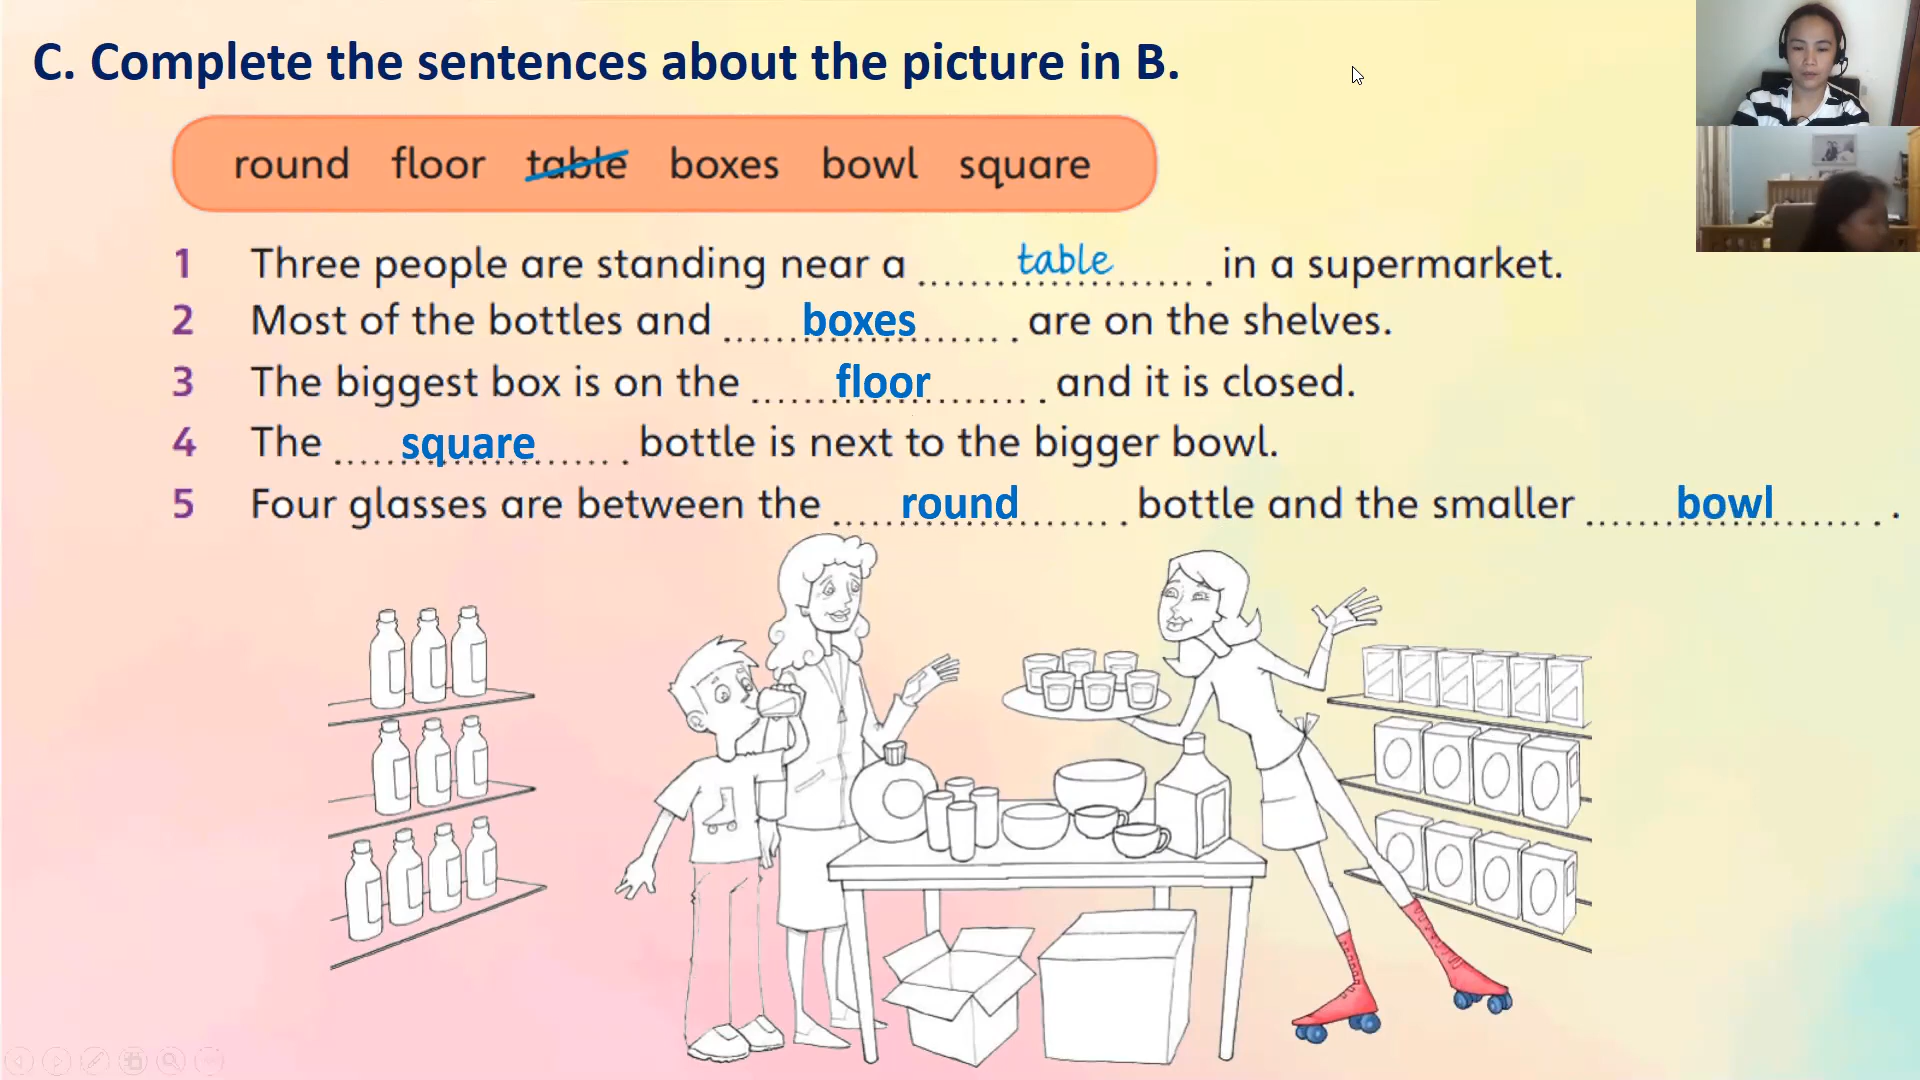 C. Complete the sentences about the picture in B.
round floor table boxes bowl square
1 Three people are standing near a table in a supermarket.
2 Most of the bottles and boxes are on the shelves.
3 The biggest box is on the floor and it is closed.
4 The square bottle is next to the bigger bowl.
5 Four glasses are between the round bottle and the smaller bowl .